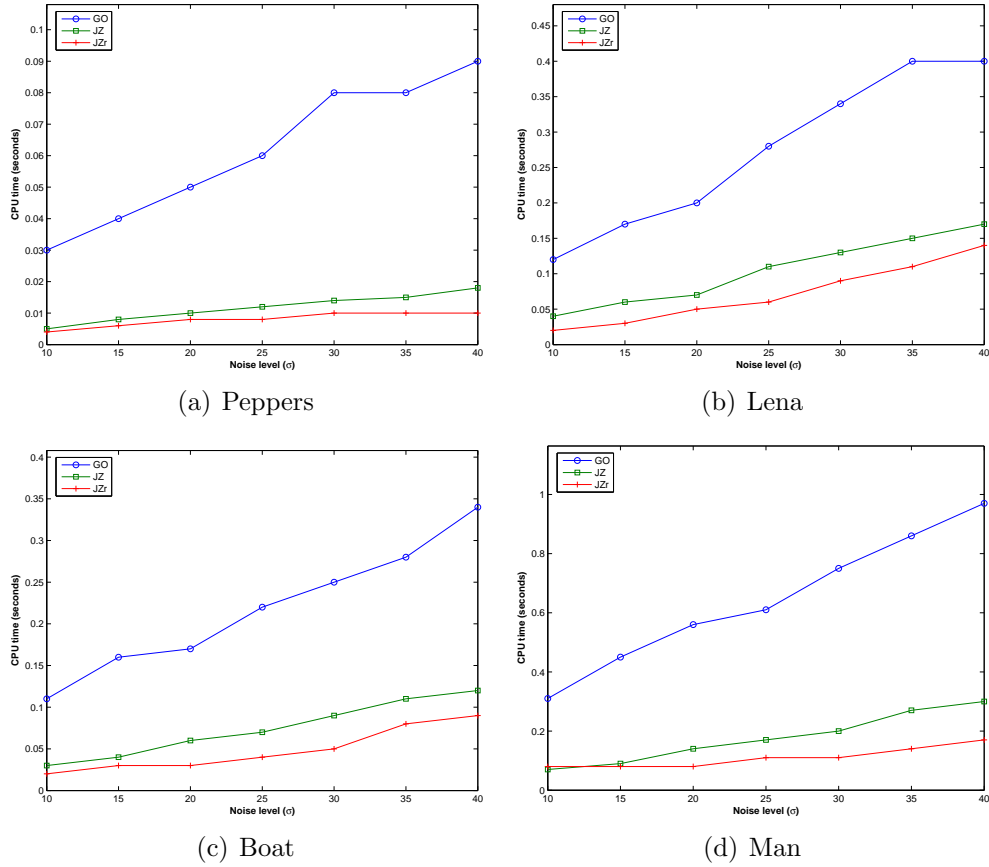 GO
JZ
JZr
0.1
0.09
0.08
0.07
0.06
0.05
0.04
0.03
0.02
0.01
0
10 15 20 25 30 35 40
CPU time (seconds)
Noise level (σ)
(a) Peppers
GO
JZ
JZr
0.45
0.4
0.35
0.3
0.25
0.2
0.15
0.1
0.05
0
10 15 20 25 30 35 40
CPU time (seconds)
Noise level (σ)
(b) Lena
GO
JZ
JZr
0.4
0.35
0.3
0.25
0.2
0.15
0.1
0.05
0
10 15 20 25 30 35 40
CPU time (seconds)
Noise level (σ)
(c) Boat
GO
JZ
JZr
1
0.8
0.6
0.4
0.2
0
10 15 20 25 30 35 40
CPU time (seconds)
Noise level (σ)
(d) Man